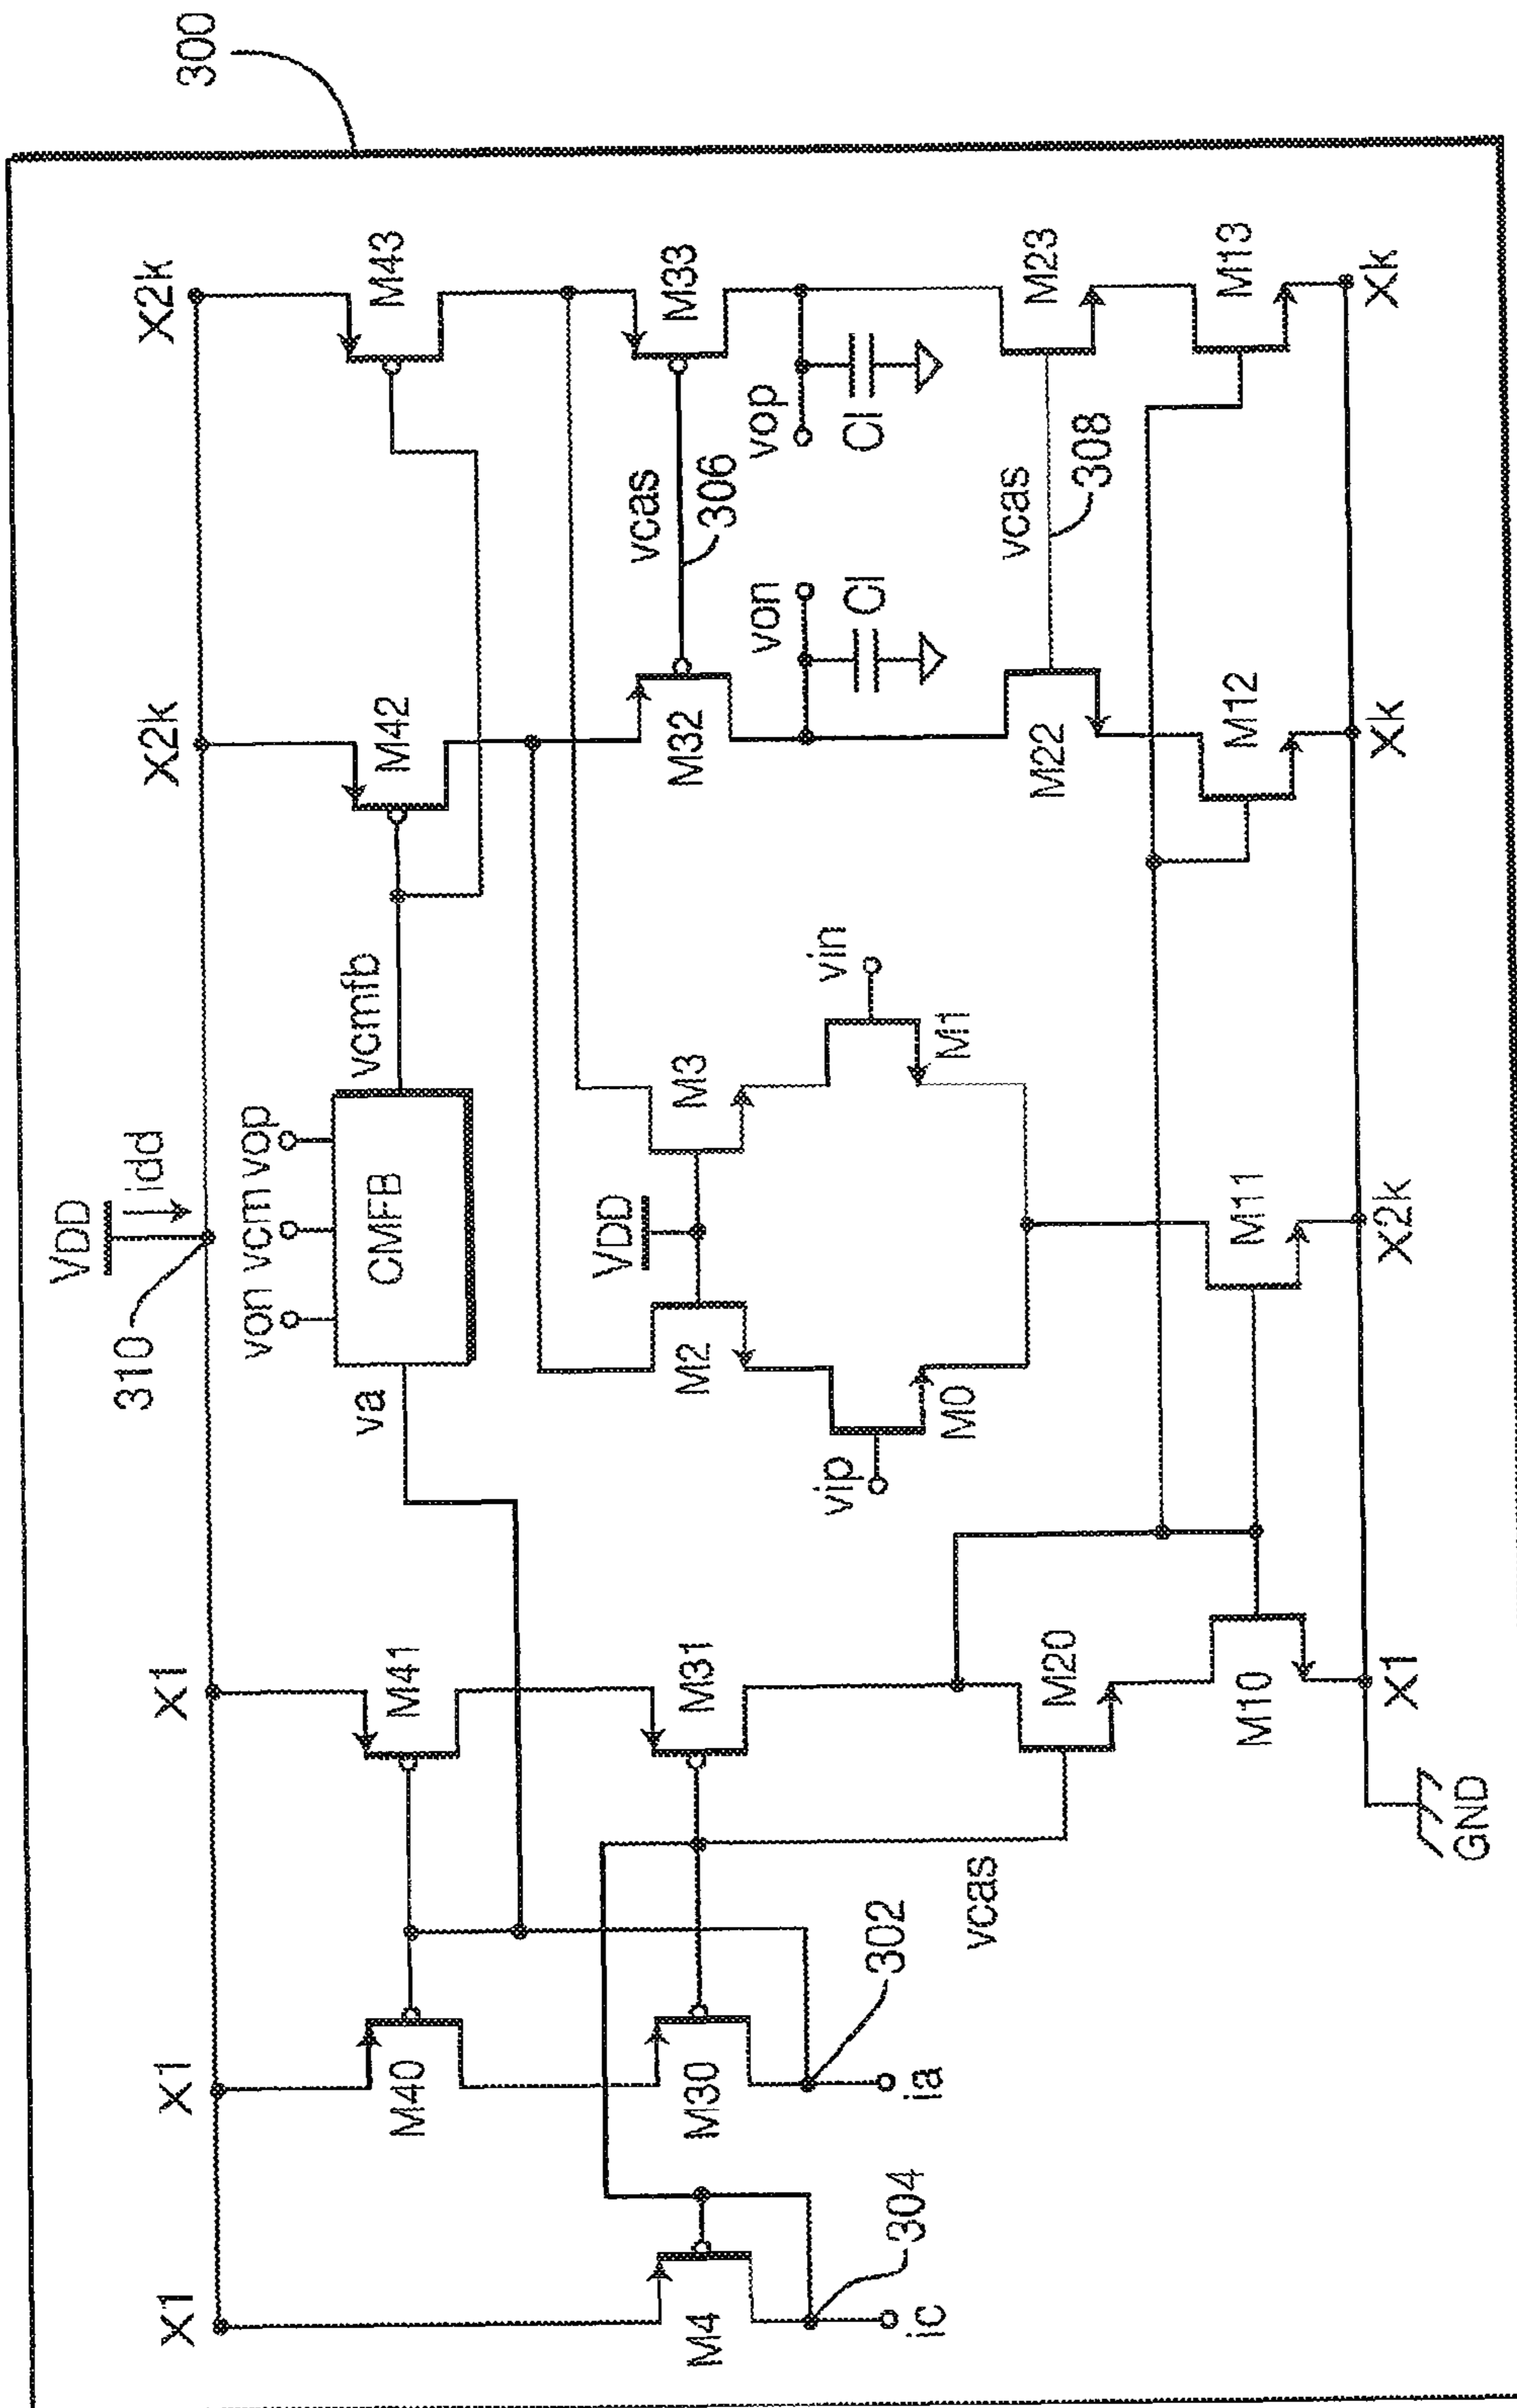 300
VDD
idd
310
X1
X1
X1
X2k
X2k
von vcm vop
CMFB
va
vcmfb
M40
M41
M42
M43
VDD
M2
M3
vcas
306
M4
M30
M31
M32
M33
vip
vin
M0
M1
von
vop
Cl
Cl
ic
304
ia
302
vcas
vcas
308
M20
M22
M23
M10
M11
M12
M13
GND
X1
X2k
Xk
Xk